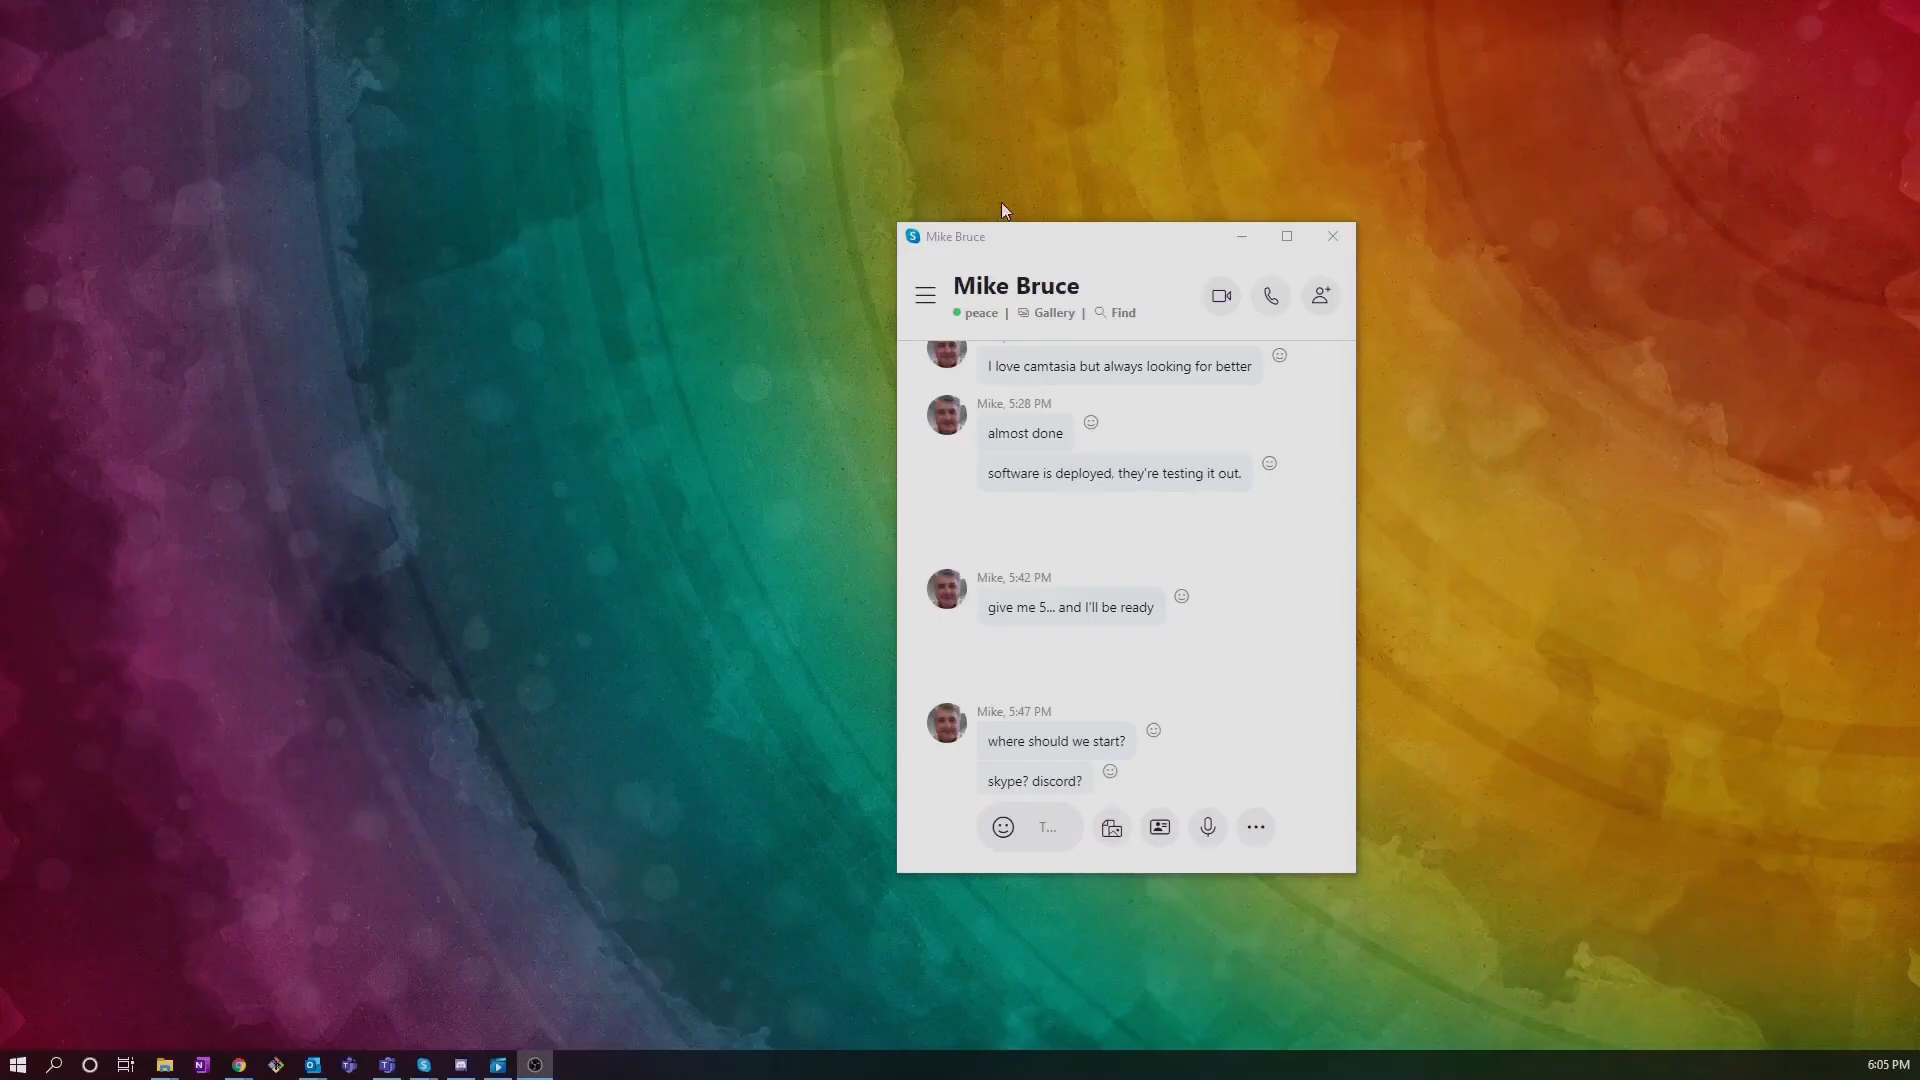 Mike Bruce
Mike Bruce
peace | Gallery | Find
I love camtasia but always looking for better
Mike, 5:28 PM
almost done
software is deployed, they're testing it out.
Mike, 5:42 PM
give me 5... and I'll be ready
Mike, 5:47 PM
where should we start?
skype? discord?
T...
6:05 PM